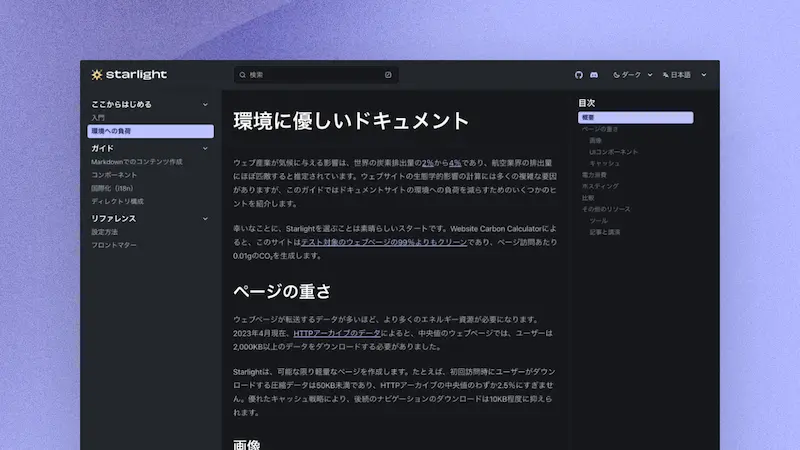 starlight
検索
ダーク
日本語
ここからはじめる
入門
環境への負荷
ガイド
Markdownでのコンテンツ作成
コンポーネント
国際化（i18n）
ディレクトリ構成
リファレンス
設定方法
フロントマター
環境に優しいドキュメント
ウェブ産業が気候に与える影響は、世界の炭素排出量の2%から4%であり、航空業界の排出量
にほぼ匹敵すると推定されています。ウェブサイトの生態学的影響の計算には多くの複雑な要因
がありますが、このガイドではドキュメントサイトの環境への負荷を減らすためのいくつかのヒ
ントを紹介します。
幸いなことに、Starlightを選ぶことは素晴らしいスタートです。Website Carbon Calculatorによ
ると、このサイトはテスト対象のウェブページの99%よりもクリーンであり、ページ訪問あたり
0.01gのCO₂を生成します。
ページの重さ
ウェブページが転送するデータが多いほど、より多くのエネルギー資源が必要になります。
2023年4月現在、HTTPアーカイブのデータによると、中央値のウェブページでは、ユーザーは
2,000KB以上のデータをダウンロードする必要がありました。
Starlightは、可能な限り軽量なページを作成します。たとえば、初回訪問時にユーザーがダウン
ロードする圧縮データは50KB未満であり、HTTPアーカイブの中央値のわずか2.5%にすぎませ
ん。優れたキャッシュ戦略により、後続のナビゲーションのダウンロードは10KB程度に抑えら
れます。
画像
目次
概要
ページの重さ
画像
UIコンポーネント
キャッシュ
電力消費
ホスティング
比較
その他のリソース
ツール
記事と講演